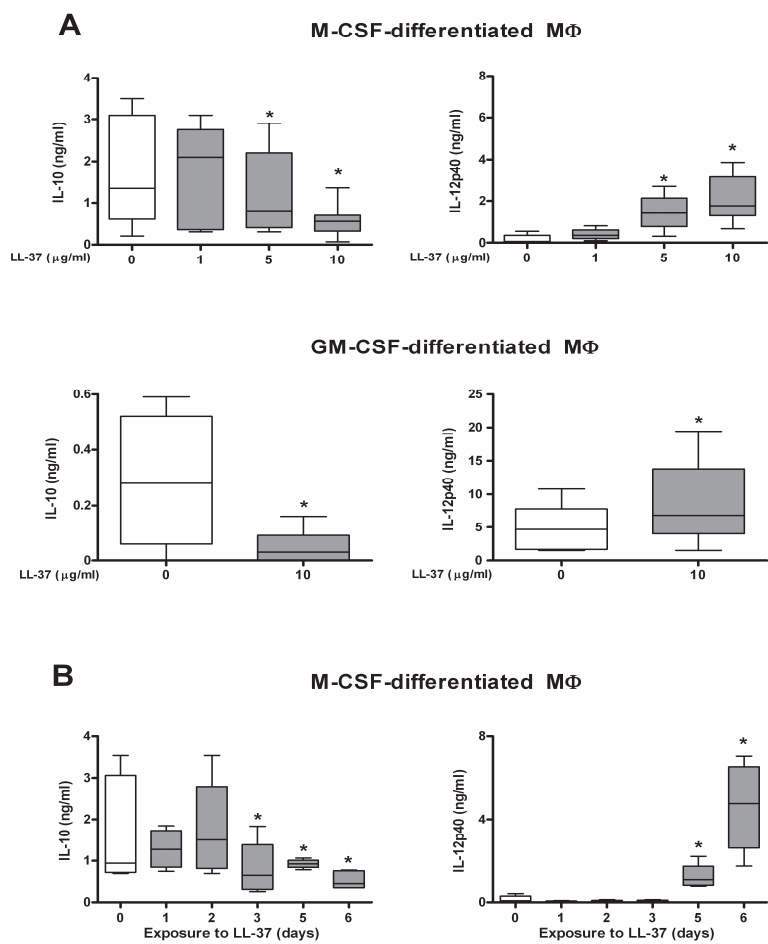 A
M-CSF-differentiated MΦ
IL-10 (ng/ml)
4
3
2
1
0
* *
LL-37 (μg/ml) 0 1 5 10
IL-12p40 (ng/ml)
8
6
4
2
0
* *
LL-37 (μg/ml) 0 1 5 10
GM-CSF-differentiated MΦ
IL-10 (ng/ml)
0.6
0.4
0.2
0
*
LL-37 (μg/ml) 0 10
IL-12p40 (ng/ml)
25
20
15
10
5
0
*
LL-37 (μg/ml) 0 10
B
M-CSF-differentiated MΦ
IL-10 (ng/ml)
4
3
2
1
0
* * *
0 1 2 3 5 6
Exposure to LL-37 (days)
IL-12p40 (ng/ml)
8
4
0
* *
0 1 2 3 5 6
Exposure to LL-37 (days)